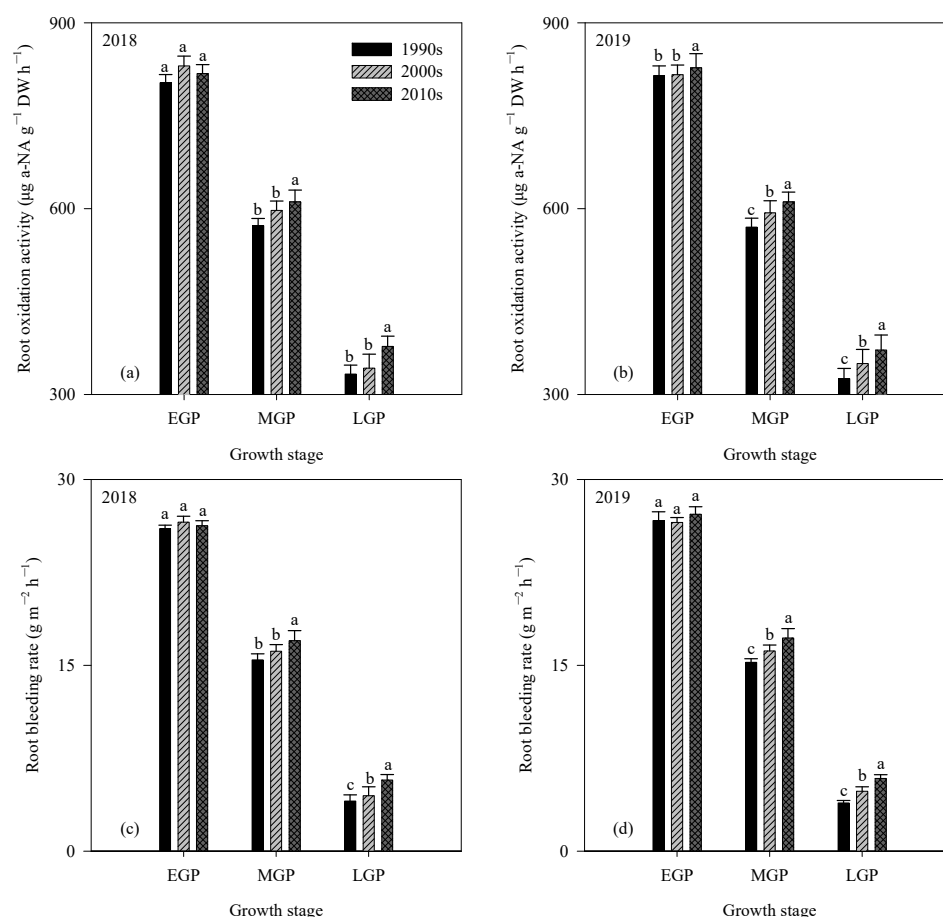 900
600
300
Root oxidation activity (μg a-NA g⁻¹ DW h⁻¹)
2018
1990s
2000s
2010s
a a a
b b a
b b a
(a)
EGP MGP LGP
Growth stage
900
600
300
Root oxidation activity (μg a-NA g⁻¹ DW h⁻¹)
2019
b b a
c b a
c b a
(b)
EGP MGP LGP
Growth stage
30
15
0
Root bleeding rate (g m⁻² h⁻¹)
2018
a a a
b b a
c b a
(c)
EGP MGP LGP
Growth stage
30
15
0
Root bleeding rate (g m⁻² h⁻¹)
2019
a a a
c b a
c b a
(d)
EGP MGP LGP
Growth stage